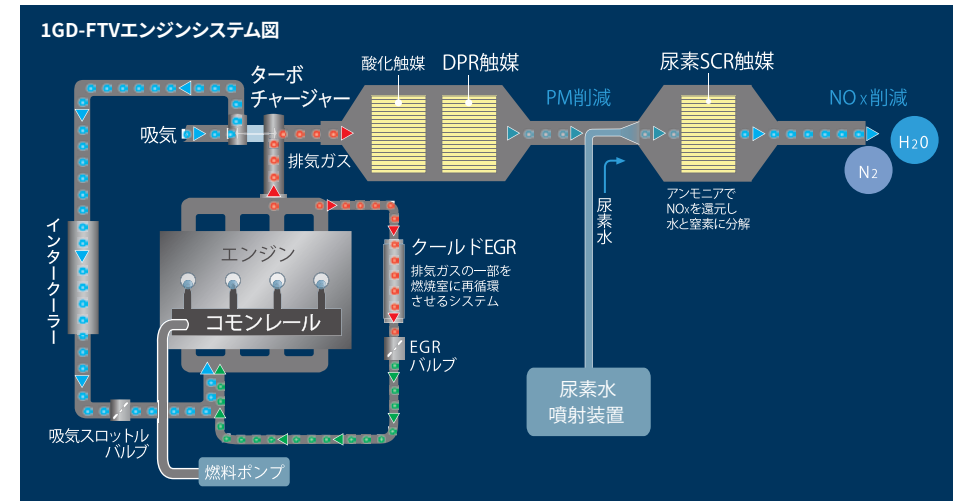 1GD-FTVエンジンシステム図
ターボ
チャージャー
酸化触媒
DPR触媒
尿素SCR触媒
PM削減
NOx削減
吸気
排気ガス
H2O
N2
アンモニアで
NOxを還元し
水と窒素に分解
尿素水
インタークーラー
エンジン
クールドEGR
排気ガスの一部を
燃焼室に再循環
させるシステム
コモンレール
EGR
バルブ
尿素水
噴射装置
吸気スロットル
バルブ
燃料ポンプ